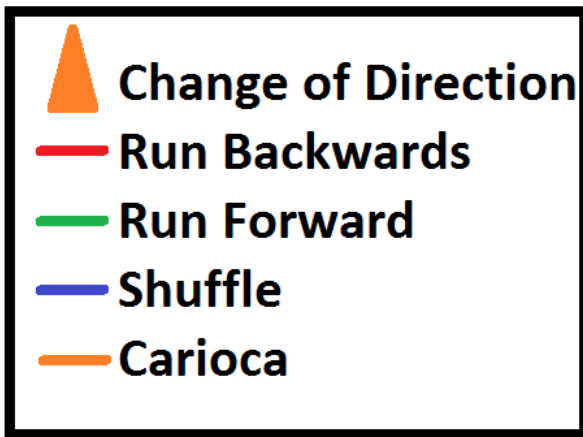 Change of Direction
Run Backwards
Run Forward
Shuffle
Carioca